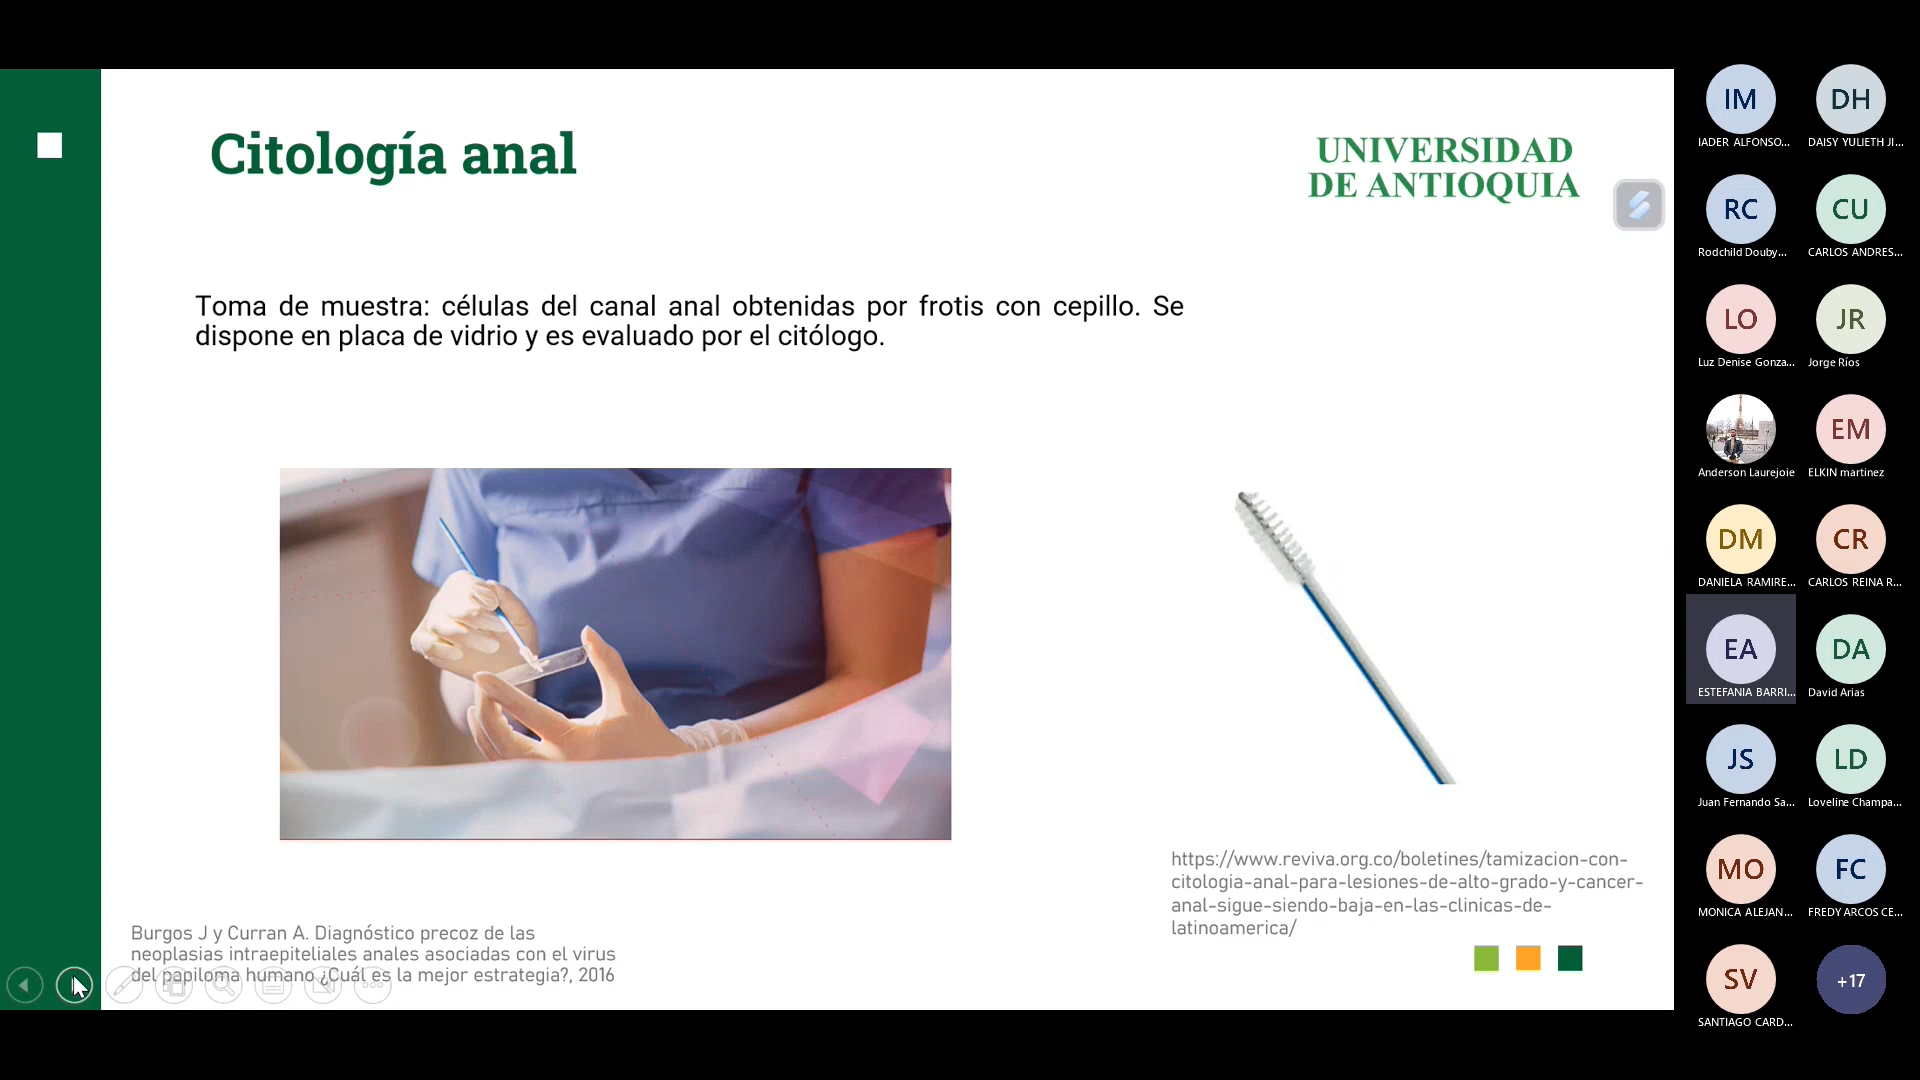 Citología anal
UNIVERSIDAD
DE ANTIOQUIA
Toma de muestra: células del canal anal obtenidas por frotis con cepillo. Se
dispone en placa de vidrio y es evaluado por el citólogo.
https://www.reviva.org.co/boletines/tamizacion-con-
citologia-anal-para-lesiones-de-alto-grado-y-cancer-
anal-sigue-siendo-baja-en-las-clinicas-de-
latinoamerica/
Burgos J y Curran A. Diagnóstico precoz de las
neoplasias intraepiteliales anales asociadas con el virus
del papiloma humano ¿Cuál es la mejor estrategia?, 2016
IM
DH
IADER ALFONSO...
DAISY YULIETH JI...
RC
CU
Rodchild Douby...
CARLOS ANDRES...
LO
JR
Luz Denise Gonza...
Jorge Ríos
EM
Anderson Laurejoie
ELKIN martinez
DM
CR
DANIELA RAMIRE...
CARLOS REINA R...
EA
DA
ESTEFANIA BARRI...
David Arias
JS
LD
Juan Fernando Sa...
Loveline Champa...
MO
FC
MONICA ALEJAN...
FREDY ARCOS CE...
SV
+17
SANTIAGO CARD...